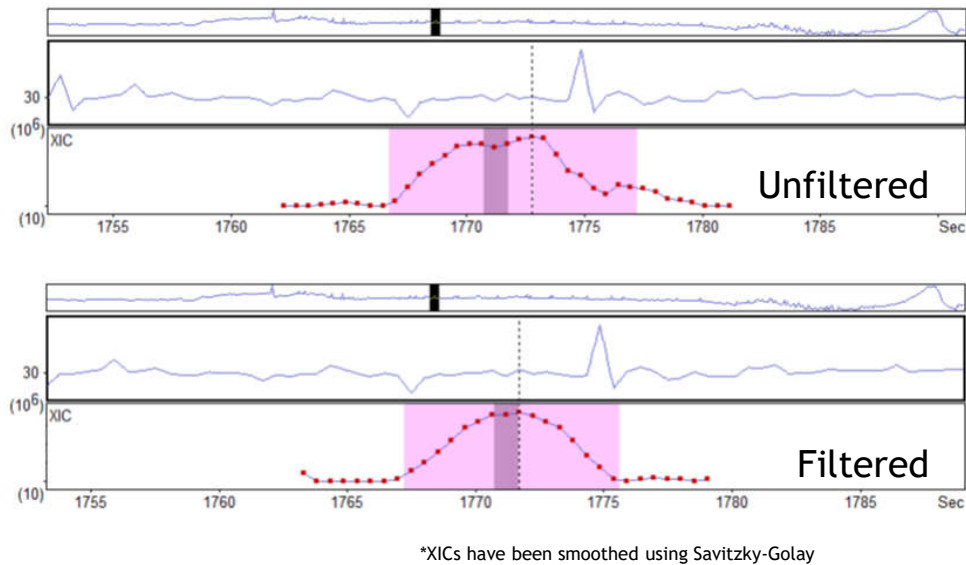 30
(10⁶)
XIC
Unfiltered
(10)
1755 1760 1765 1770 1775 1780 1785 Sec
30
(10⁶)
XIC
Filtered
(10)
1755 1760 1765 1770 1775 1780 1785 Sec
*XICs have been smoothed using Savitzky-Golay